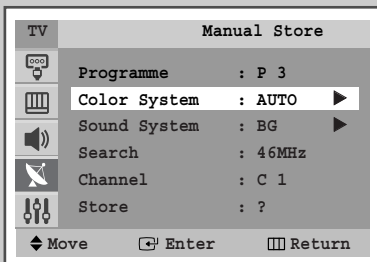 TV Manual Store
Programme : P 3
Color System : AUTO
Sound System : BG
Search : 46MHz
Channel : C 1
Store : ?
Move Enter Return